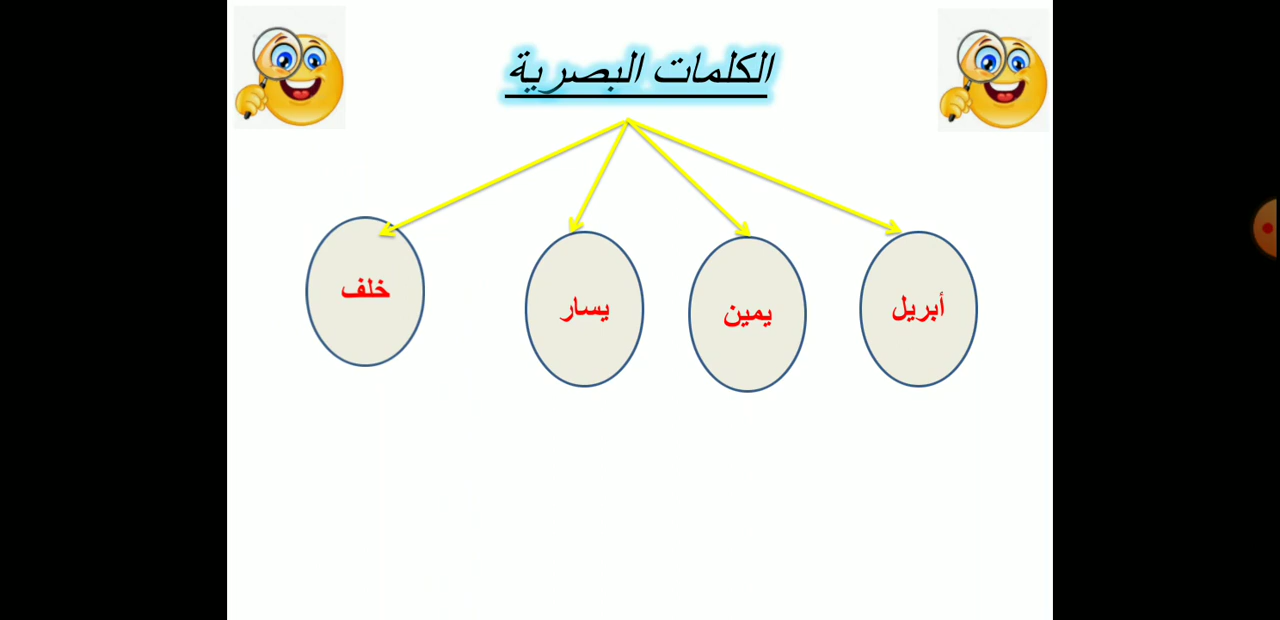 الكلمات البصرية
أبريل
يمين
يسار
خلف